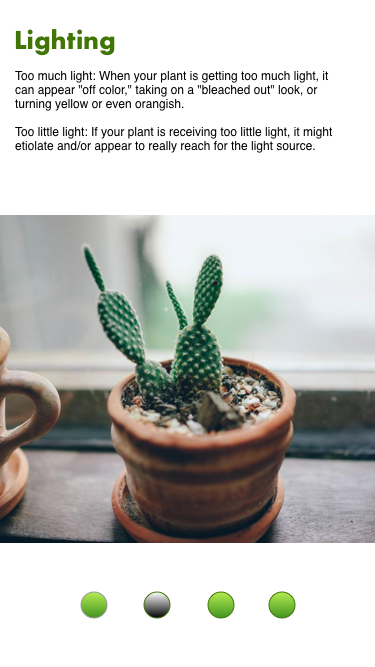 Lighting
Too much light: When your plant is getting too much light, it
can appear "off color," taking on a "bleached out" look, or
turning yellow or even orangish.
Too little light: If your plant is receiving too little light, it might
etiolate and/or appear to really reach for the light source.